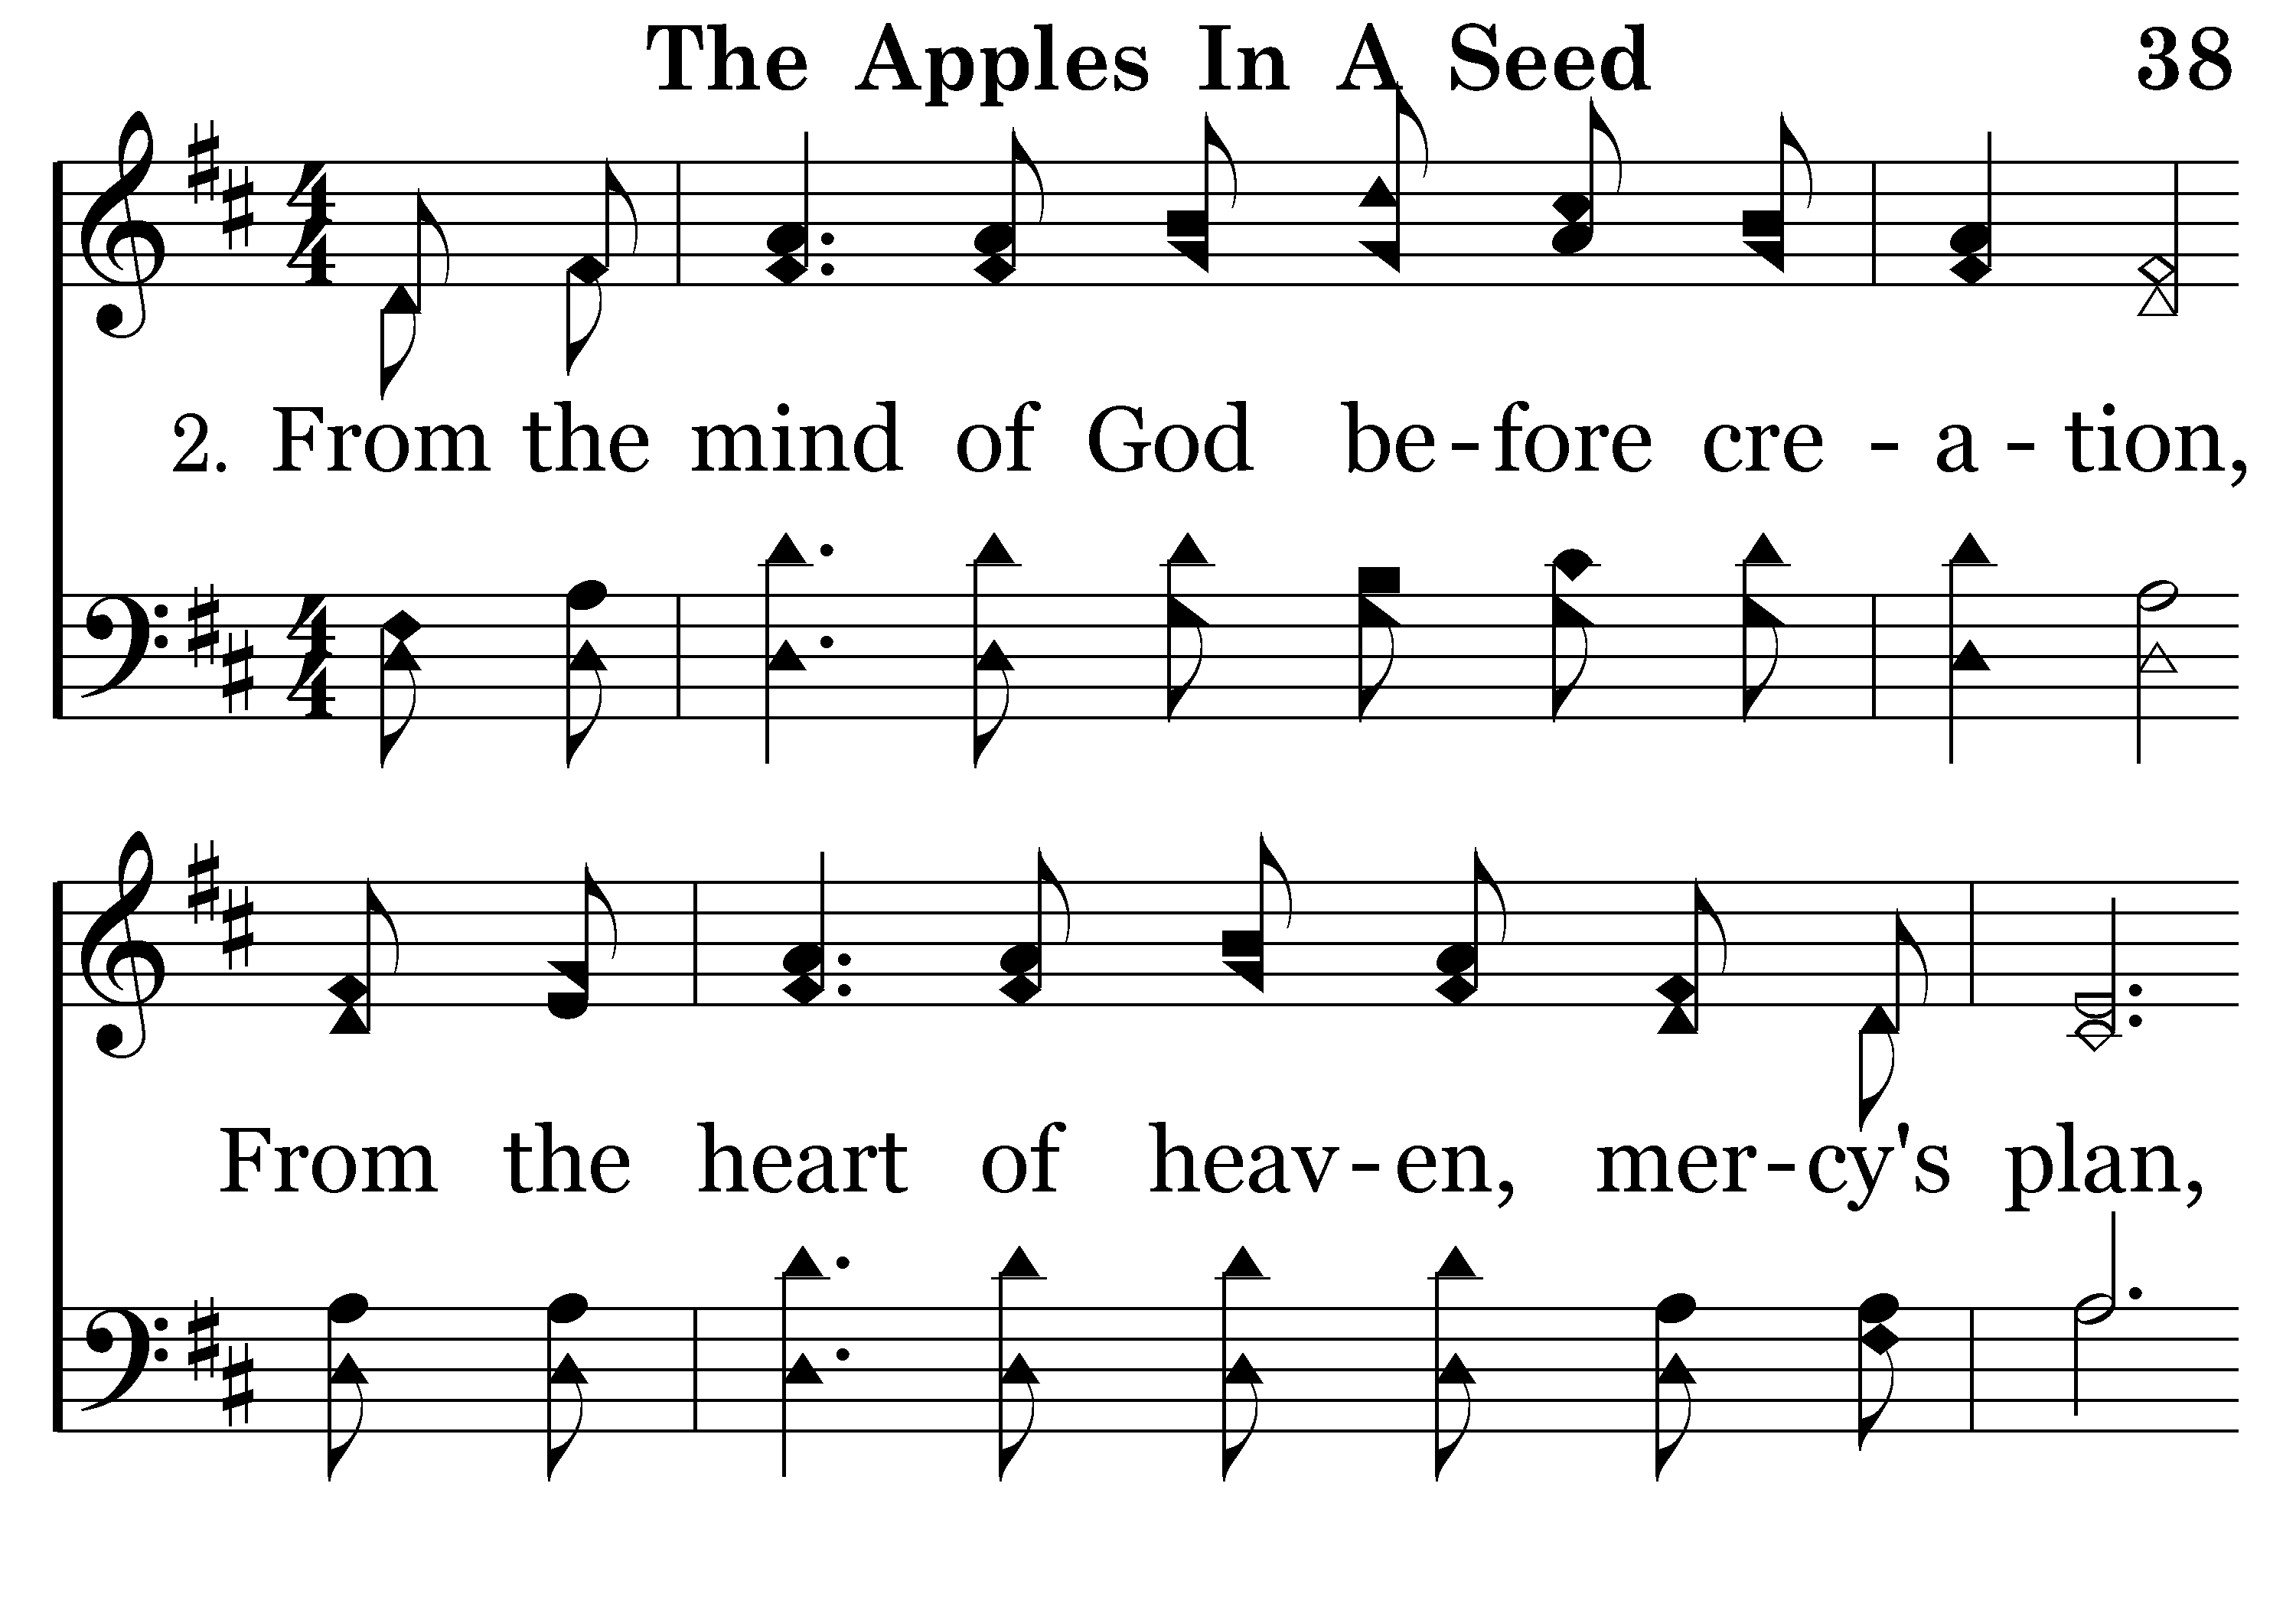 The Apples In A Seed 38
2. From the mind of God be-fore cre - a - tion,
From the heart of heav-en, mer-cy's plan,